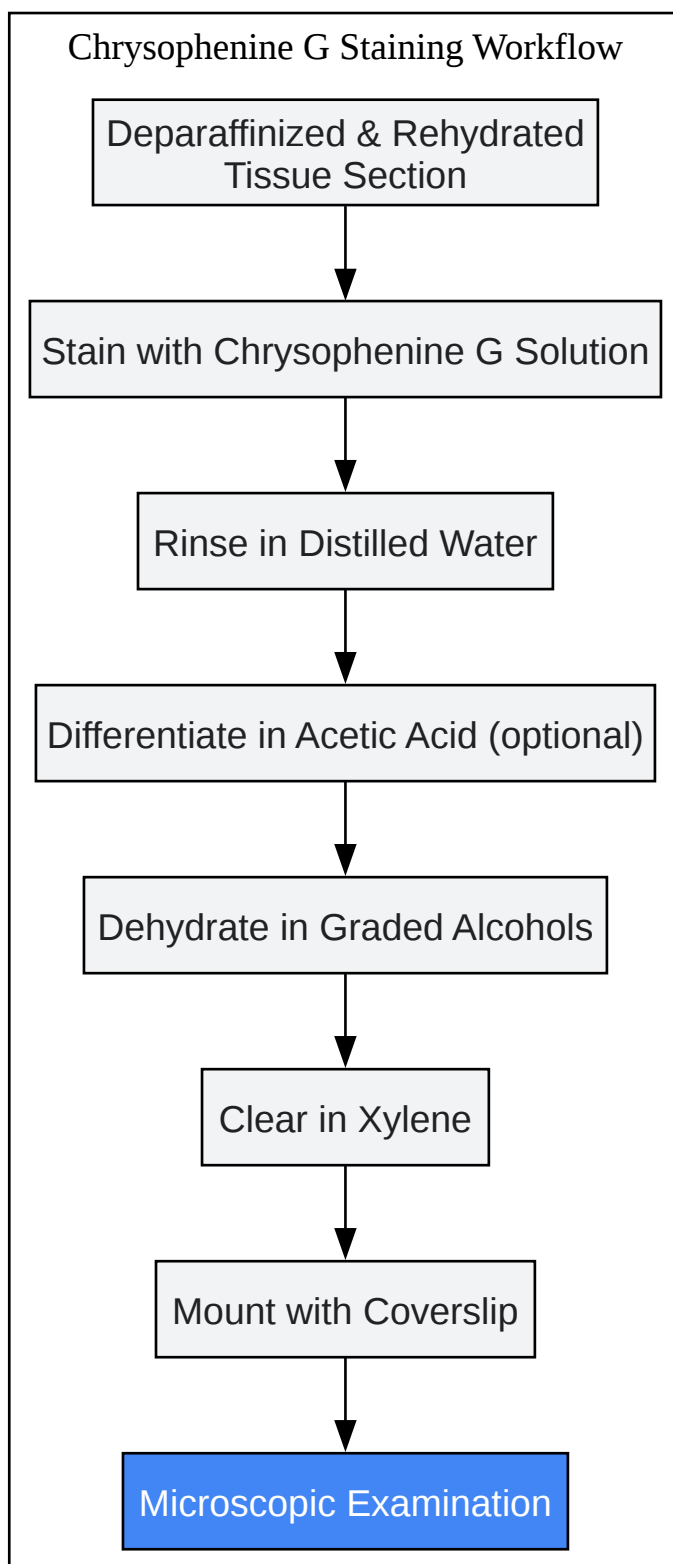 Chrysophenine G Staining Workflow
Deparaffinized & Rehydrated
Tissue Section
Stain with Chrysophenine G Solution
Rinse in Distilled Water
Differentiate in Acetic Acid (optional)
Dehydrate in Graded Alcohols
Clear in Xylene
Mount with Coverslip
Microscopic Examination